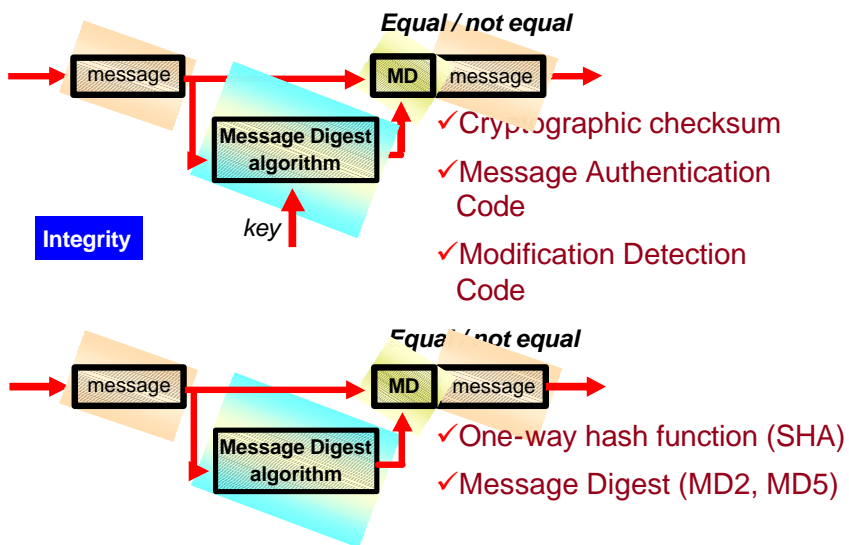 Equal / not equal
message
MD
message
✓Cryptographic checksum
Message Digest
algorithm
✓Message Authentication
Code
key
Integrity
✓Modification Detection
Code
Equal / not equal
message
MD
message
✓One-way hash function (SHA)
Message Digest
algorithm
✓Message Digest (MD2, MD5)